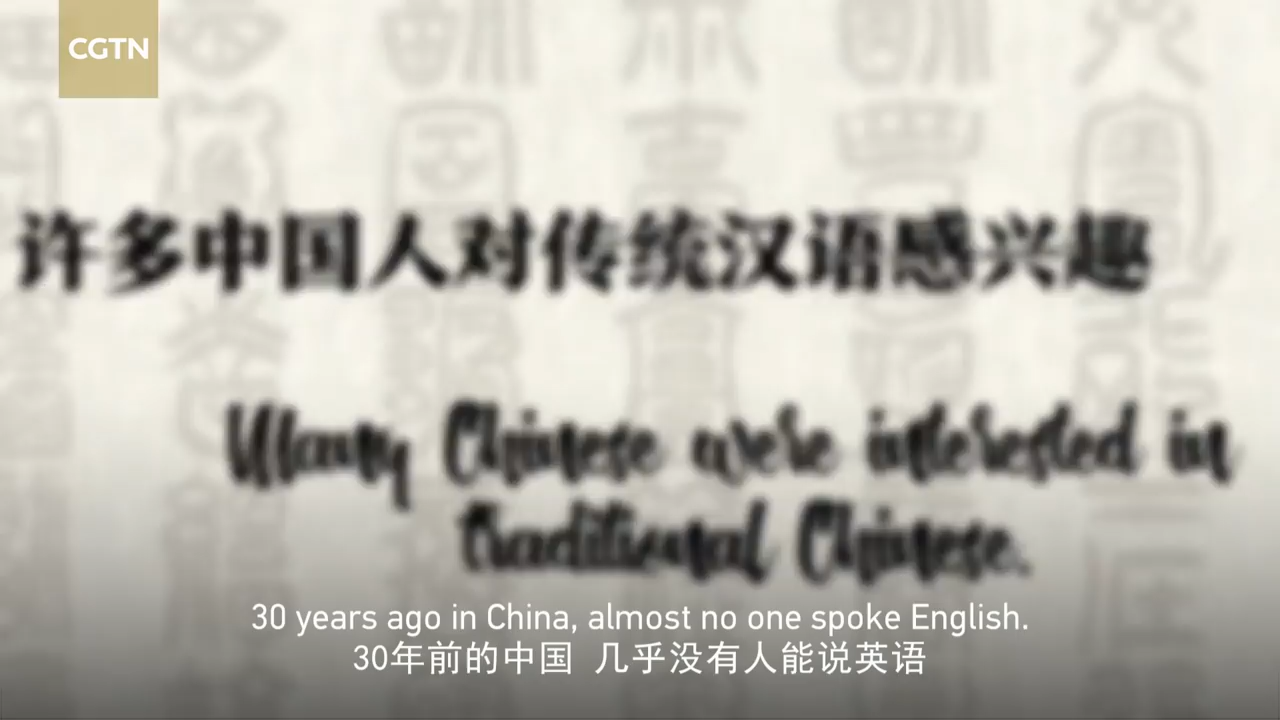 CGTN
许多中国人对传统汉语感兴趣
Many Chinese were interested in
traditional Chinese.
30 years ago in China, almost no one spoke English.
30年前的中国 几乎没有人能说英语